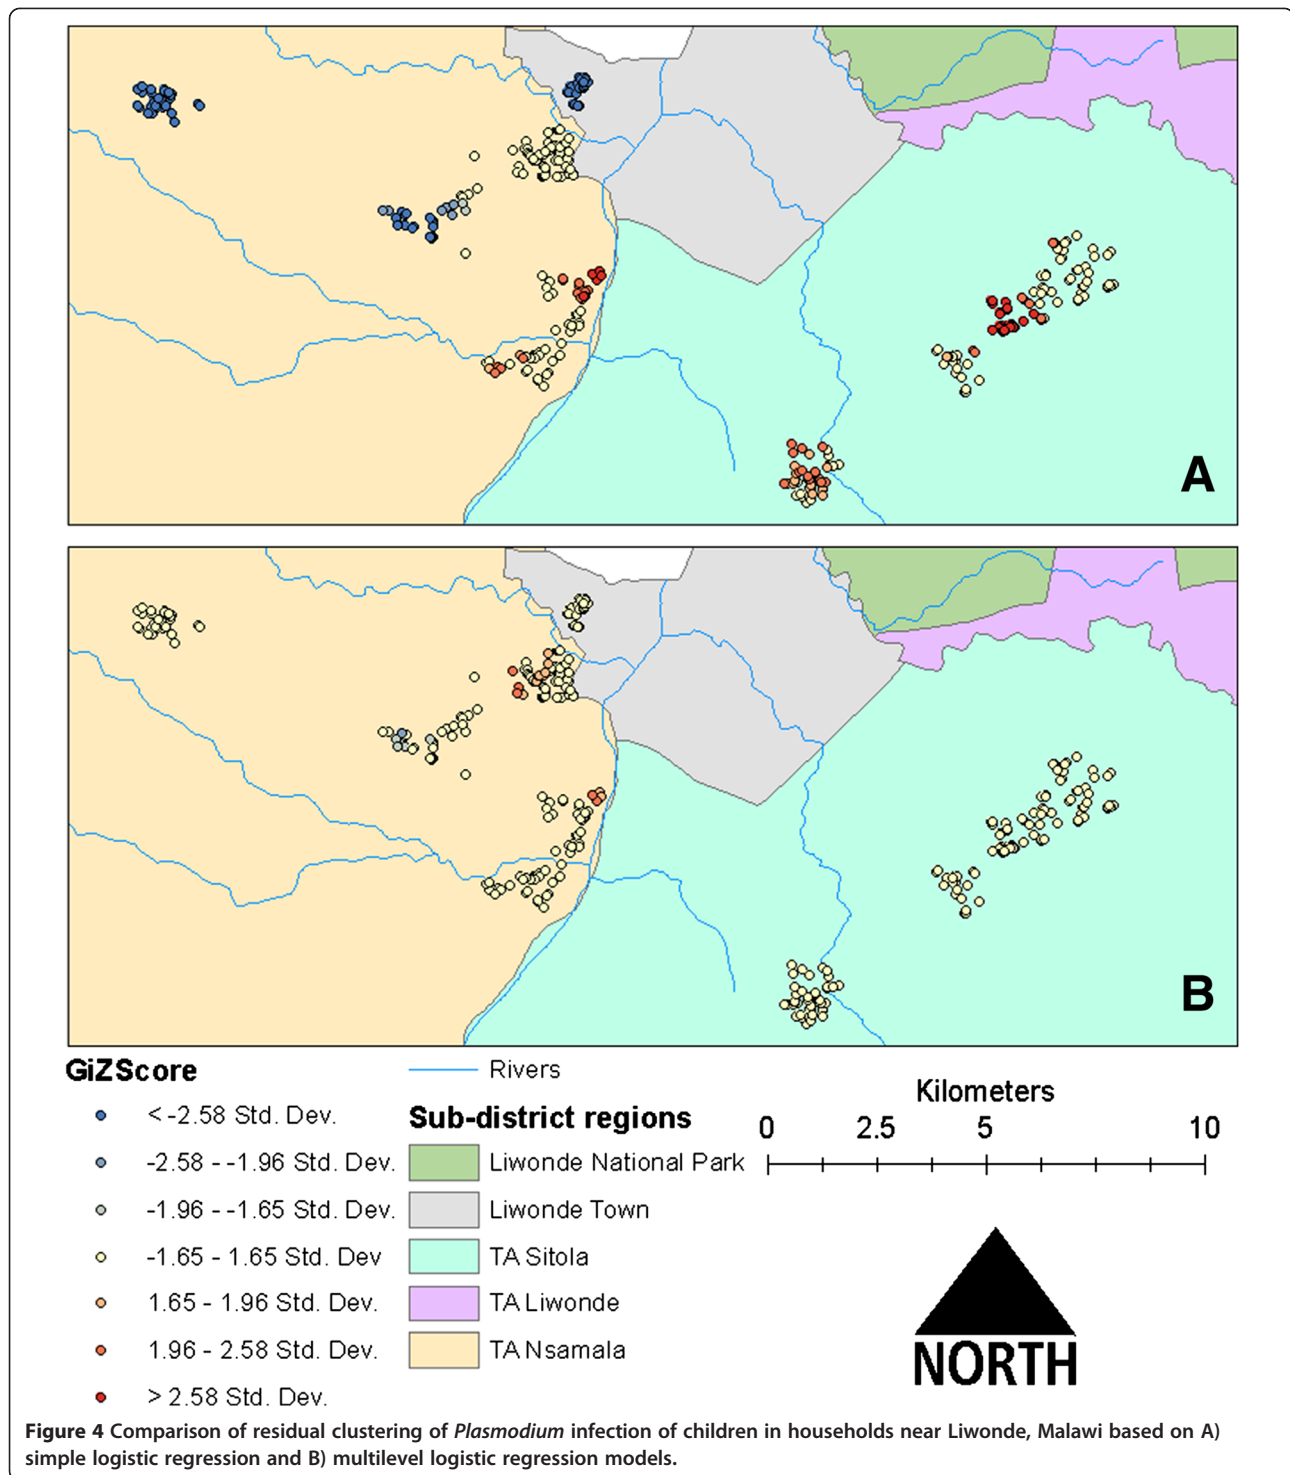 A
B
GiZScore
< -2.58 Std. Dev.
-2.58 - -1.96 Std. Dev.
-1.96 - -1.65 Std. Dev.
-1.65 - 1.65 Std. Dev
1.65 - 1.96 Std. Dev.
1.96 - 2.58 Std. Dev.
> 2.58 Std. Dev.
Rivers
Sub-district regions
Liwonde National Park
Liwonde Town
TA Sitola
TA Liwonde
TA Nsamala
Kilometers
0 2.5 5 10
NORTH
Figure 4 Comparison of residual clustering of Plasmodium infection of children in households near Liwonde, Malawi based on A)
simple logistic regression and B) multilevel logistic regression models.